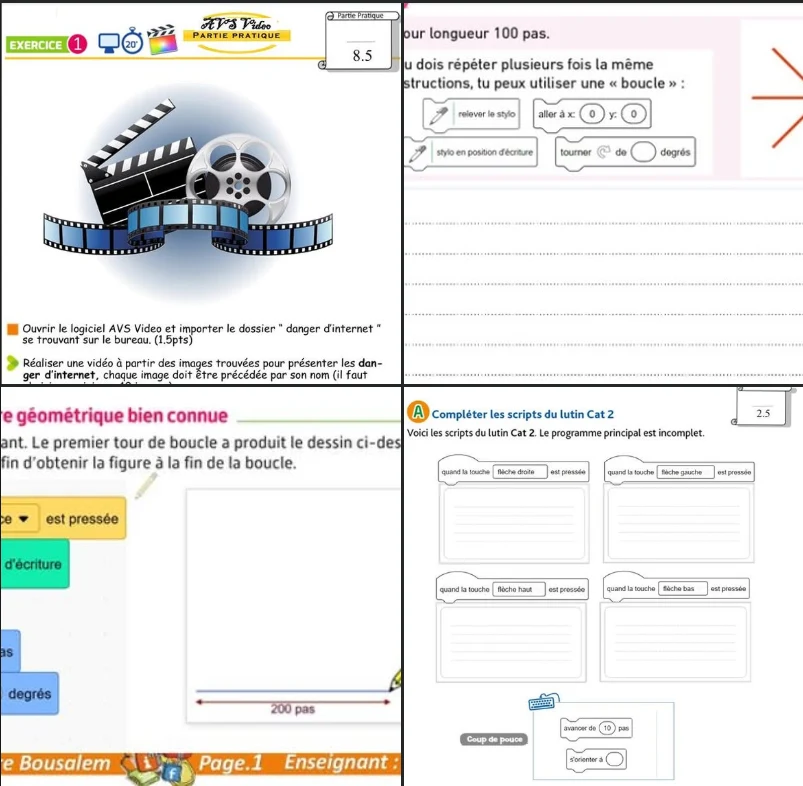 EXERCICE 1
20'
AVS Video
PARTIE PRATIQUE
Partie Pratique
8.5
Ouvrir le logiciel AVS Video et importer le dossier " danger d'internet "
se trouvant sur le bureau. (1.5pts)
Réaliser une vidéo à partir des images trouvées pour présenter les dan-
ger d'internet, chaque image doit être précédée par son nom (il faut
our longueur 100 pas.
u dois répéter plusieurs fois la même
structions, tu peux utiliser une « boucle » :
relever le stylo
aller à x: 0 y: 0
stylo en position d'écriture
tourner de degrés
e géométrique bien connue
ant. Le premier tour de boucle a produit le dessin ci-des
fin d'obtenir la figure à la fin de la boucle.
ce est pressée
d'écriture
as
degrés
200 pas
e Bousalem
Page.1
Enseignant :
2.5
A Compléter les scripts du lutin Cat 2
Voici les scripts du lutin Cat 2. Le programme principal est incomplet.
quand la touche flèche droite est pressée
quand la touche flèche gauche est pressée
quand la touche flèche haut est pressée
quand la touche flèche bas est pressée
Coup de pouce
avancer de 10 pas
s'orienter à